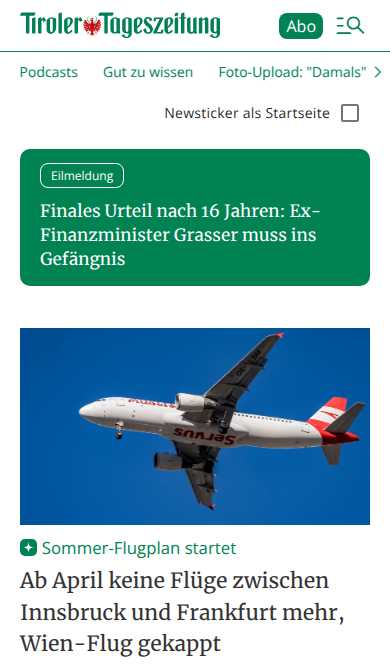 Tiroler Tageszeitung
Abo
Podcasts Gut zu wissen Foto-Upload: "Damals"
Newsticker als Startseite
Eilmeldung
Finales Urteil nach 16 Jahren: Ex-
Finanzminister Grasser muss ins
Gefängnis
Austrian
Servus
Sommer-Flugplan startet
Ab April keine Flüge zwischen
Innsbruck und Frankfurt mehr,
Wien-Flug gekappt